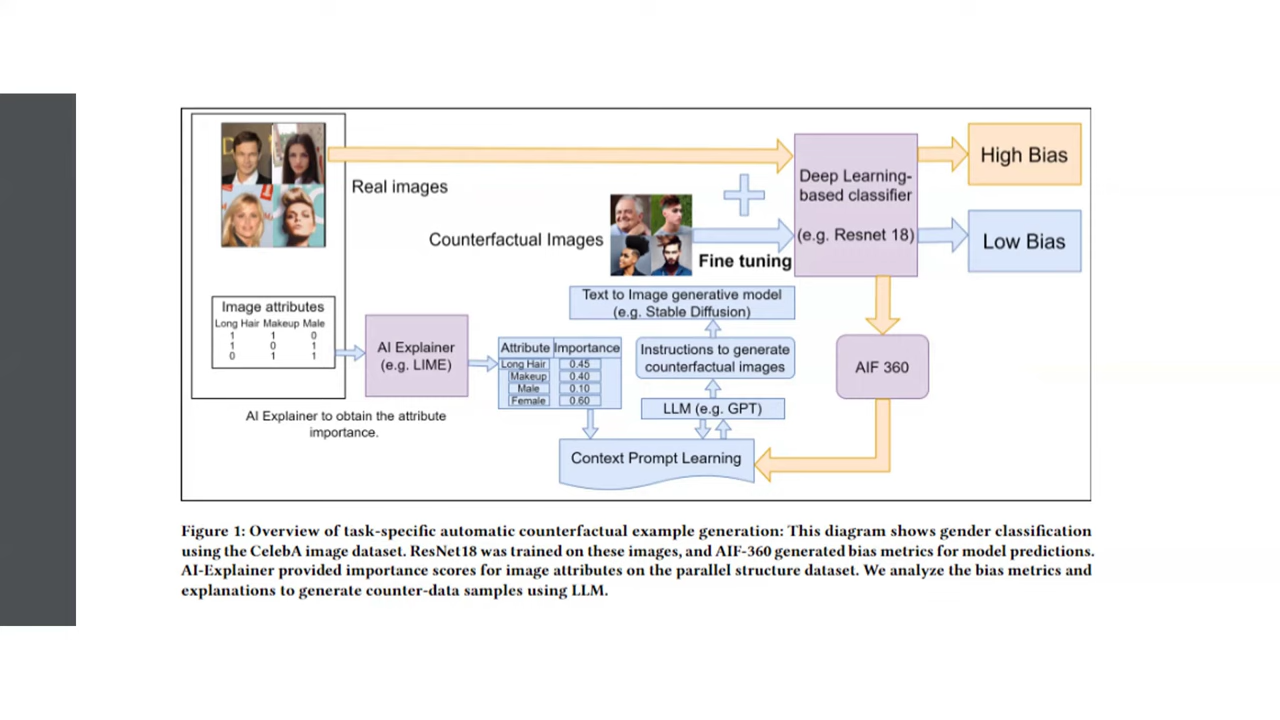 Real images
High Bias
Deep Learning-
based classifier
(e.g. Resnet 18)
Counterfactual Images
Fine tuning
Low Bias
Image attributes
Long Hair Makeup Male
1 1 0
1 0 1
0 1 1
AI Explainer
(e.g. LIME)
AI Explainer to obtain the attribute
importance.
Attribute Importance
Long Hair 0.45
Makeup 0.40
Male 0.10
Female 0.60
Text to Image generative model
(e.g. Stable Diffusion)
Instructions to generate
counterfactual images
LLM (e.g. GPT)
Context Prompt Learning
AIF 360
Figure 1: Overview of task-specific automatic counterfactual example generation: This diagram shows gender classification
using the CelebA image dataset. ResNet18 was trained on these images, and AIF-360 generated bias metrics for model predictions.
AI-Explainer provided importance scores for image attributes on the parallel structure dataset. We analyze the bias metrics and
explanations to generate counter-data samples using LLM.